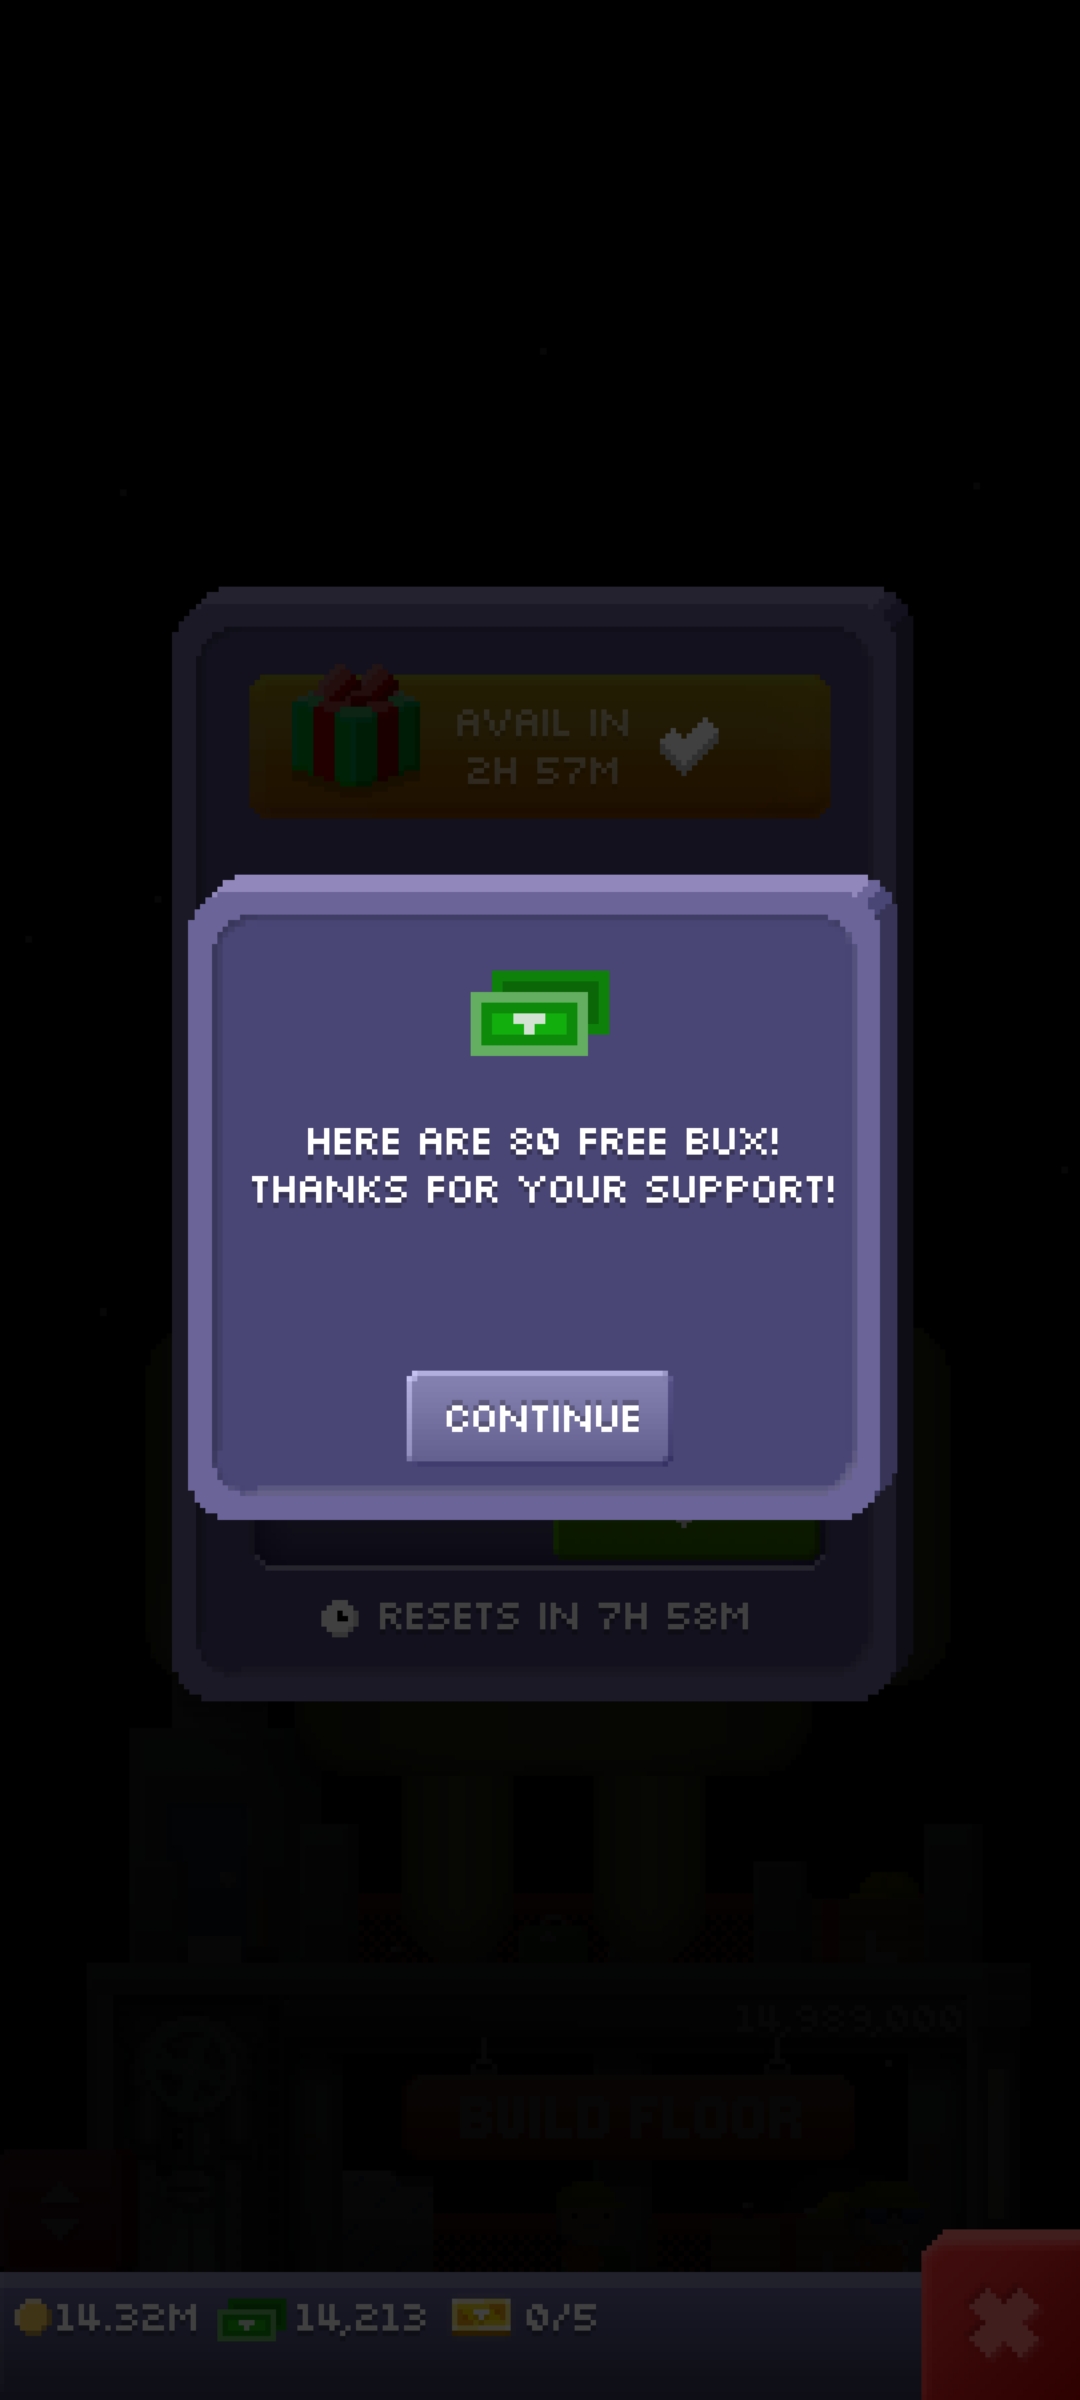 AVAIL IN
2H 57M
HERE ARE 80 FREE BUX!
THANKS FOR YOUR SUPPORT!
CONTINUE
RESETS IN 7H 58M
14,989,000
BUILD FLOOR
14.32M 14,213 0/5